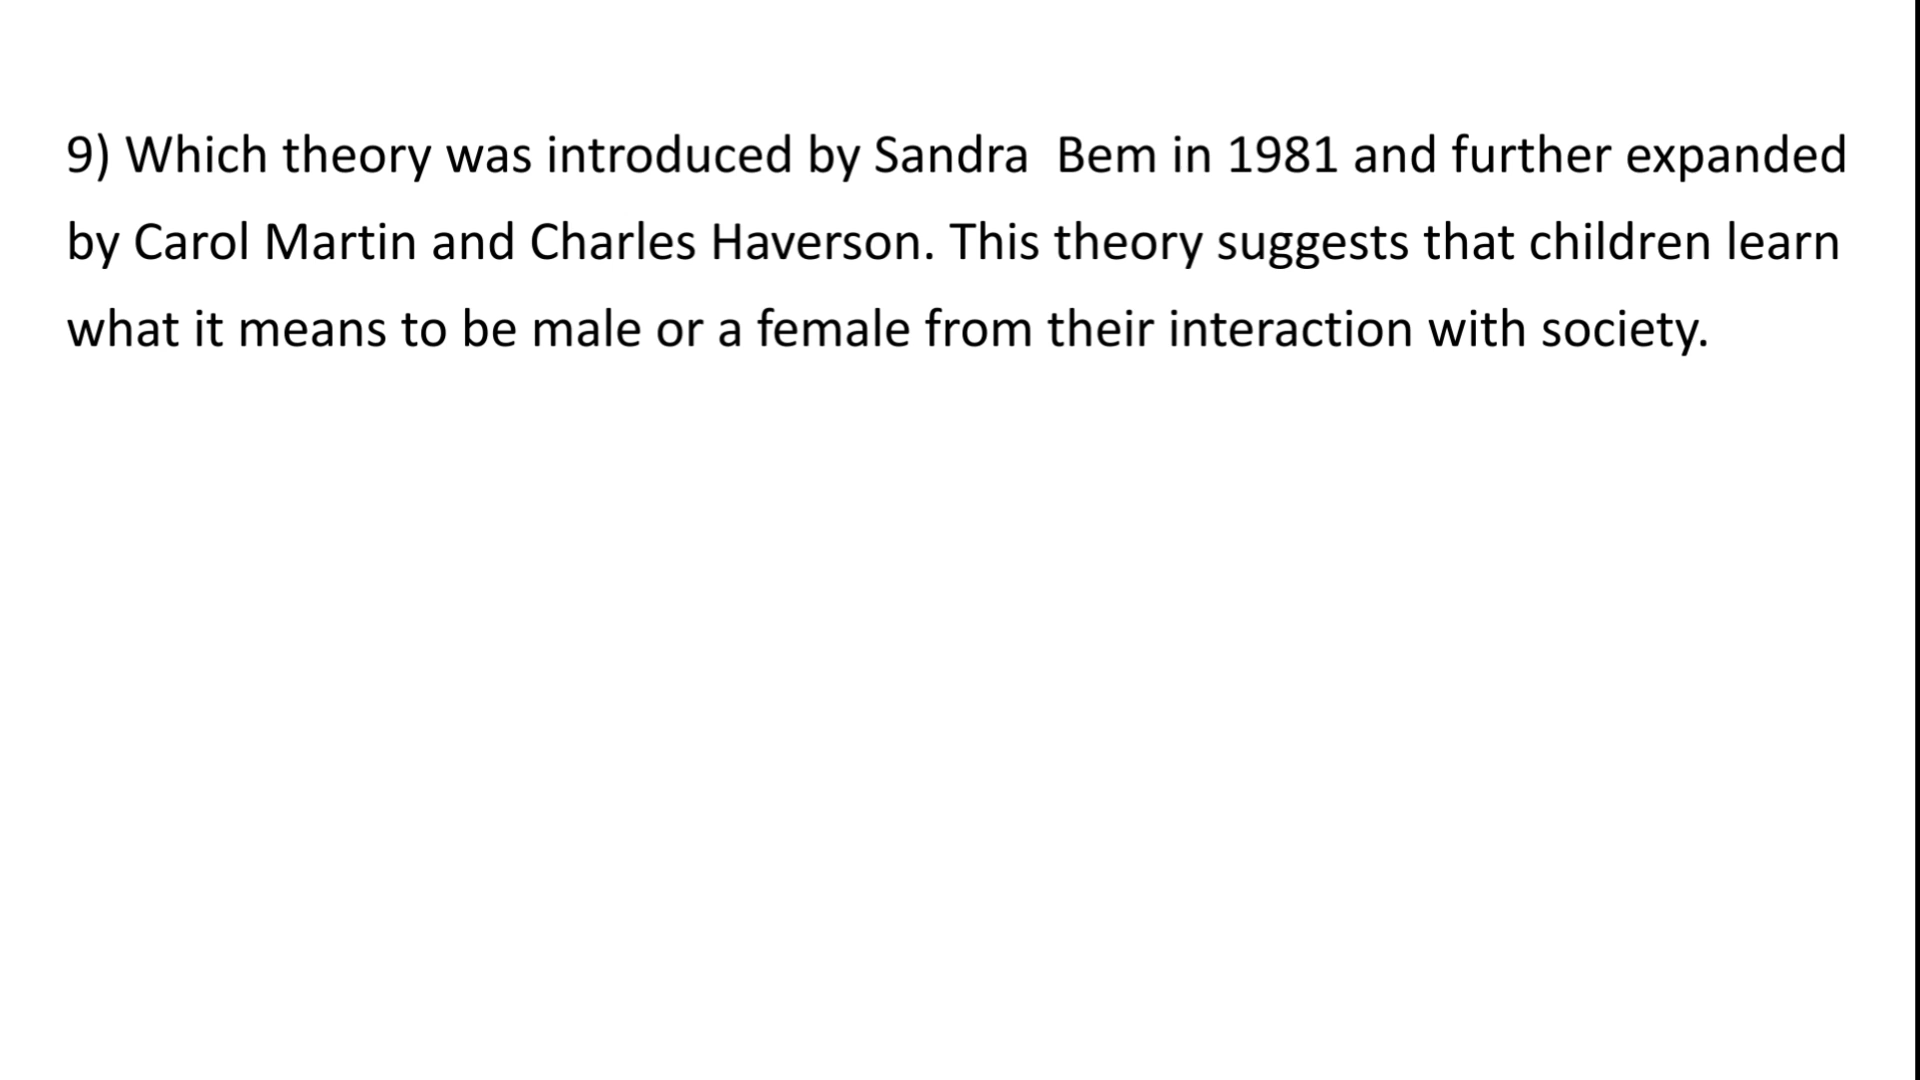 9) Which theory was introduced by Sandra  Bem in 1981 and further expanded
by Carol Martin and Charles Haverson. This theory suggests that children learn
what it means to be male or a female from their interaction with society.